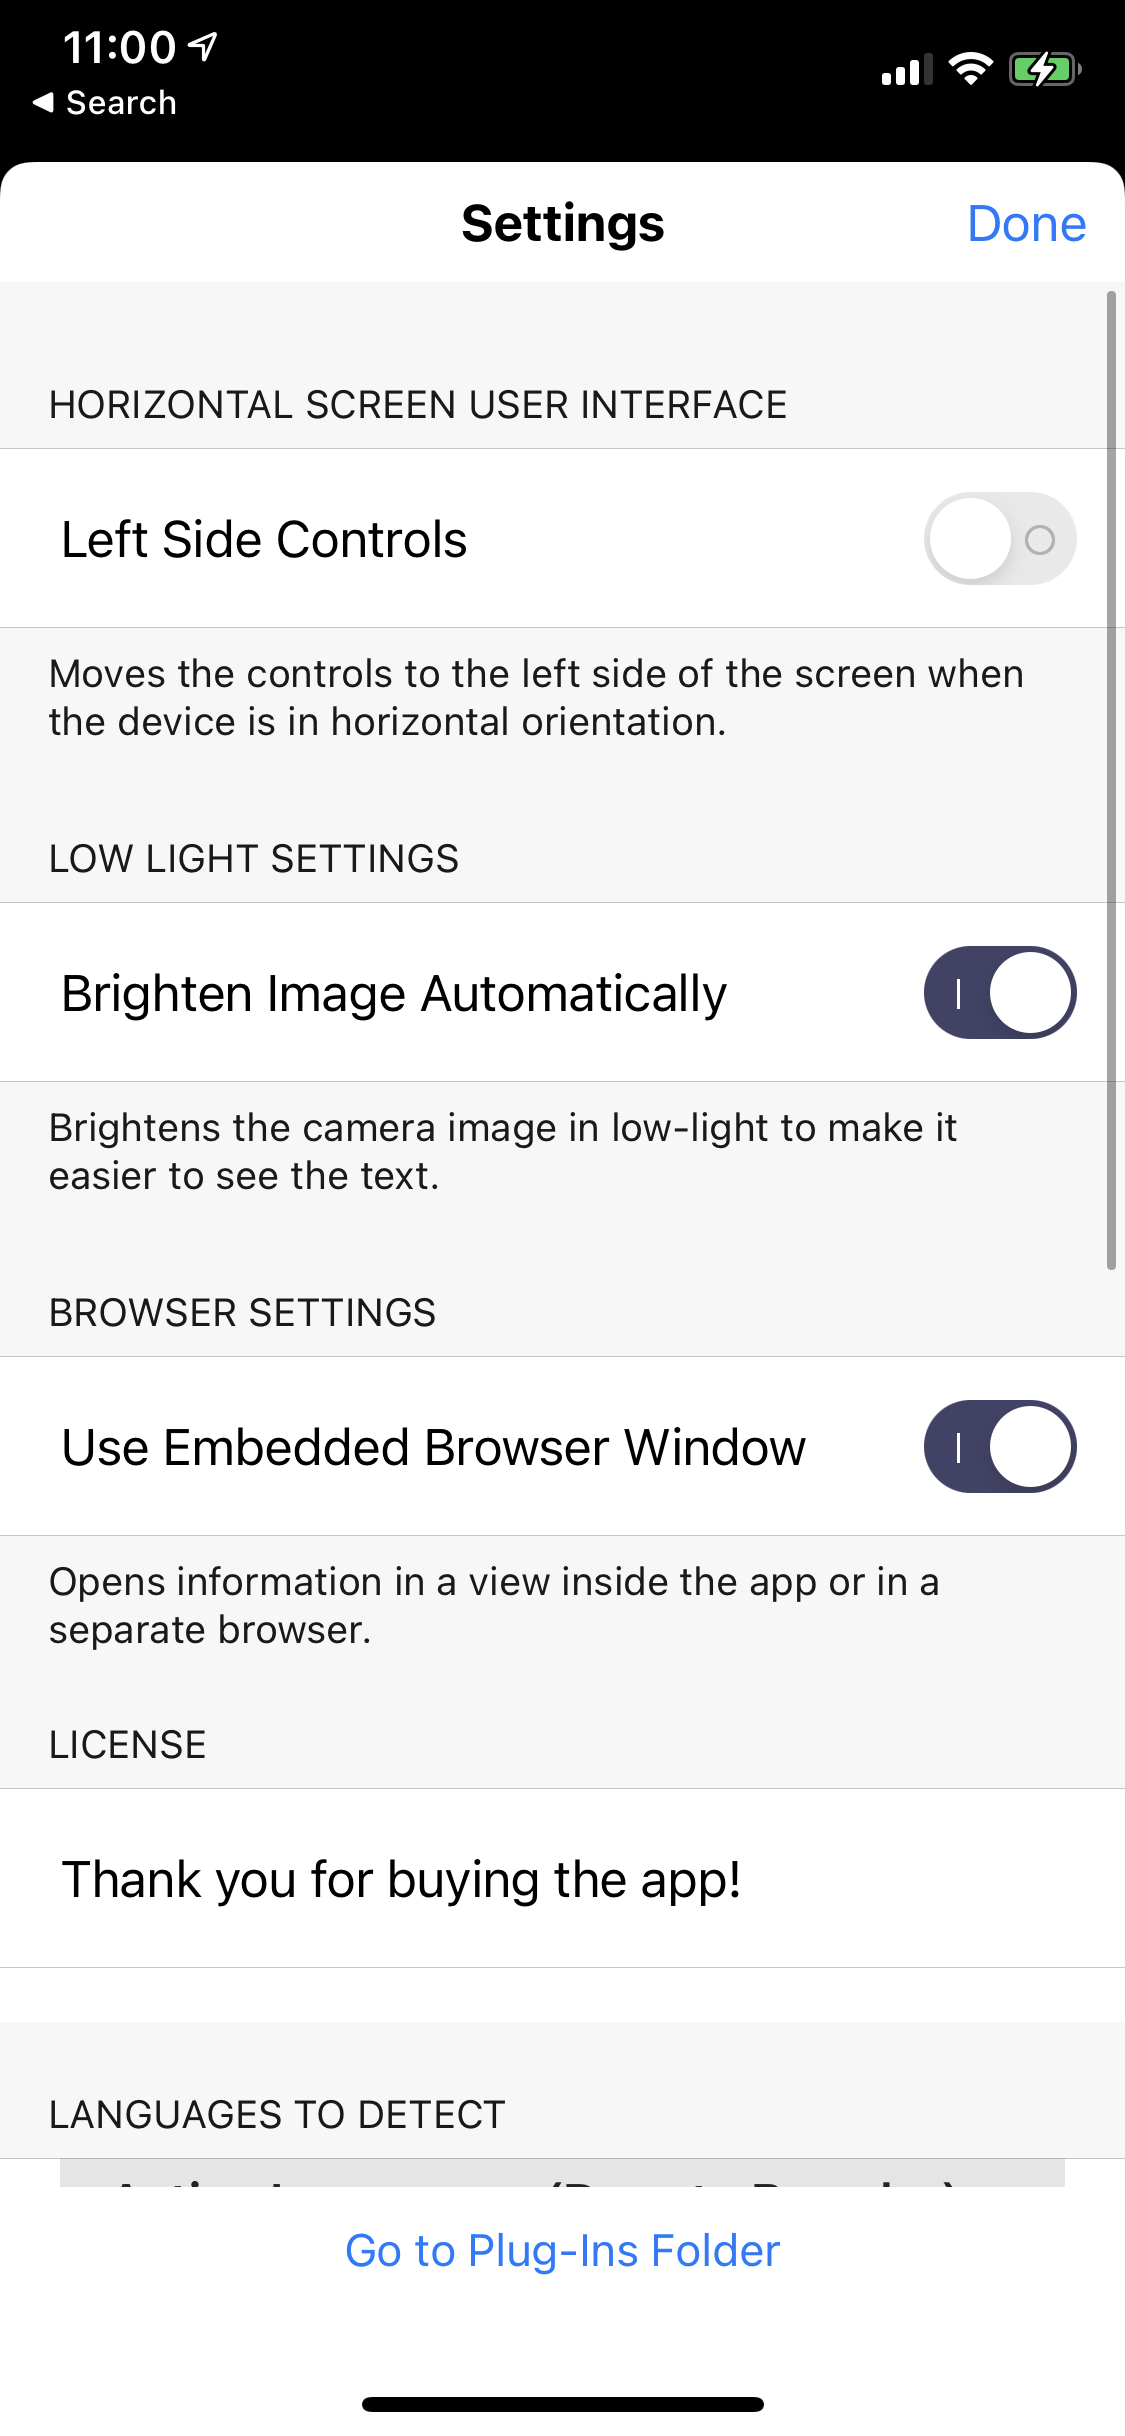 11:00
◀ Search
Settings
Done
HORIZONTAL SCREEN USER INTERFACE
Left Side Controls
Moves the controls to the left side of the screen when
the device is in horizontal orientation.
LOW LIGHT SETTINGS
Brighten Image Automatically
Brightens the camera image in low-light to make it
easier to see the text.
BROWSER SETTINGS
Use Embedded Browser Window
Opens information in a view inside the app or in a
separate browser.
LICENSE
Thank you for buying the app!
LANGUAGES TO DETECT
Go to Plug-Ins Folder